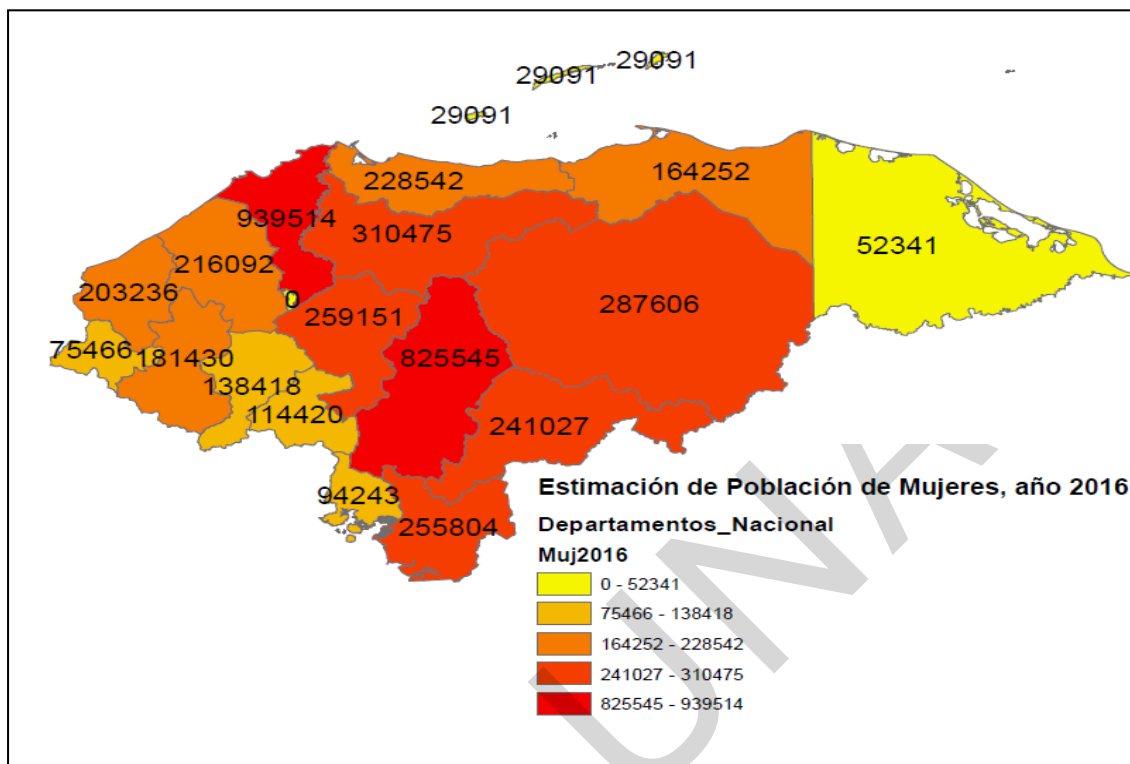 29091
29091
29091
164252
228542
939514
310475
52341
216092
203236
0
287606
259151
75466
181430
825545
138418
114420
241027
94243
255804
Estimación de Población de Mujeres, año 2016
Departamentos_Nacional
Muj2016
0 - 52341
75466 - 138418
164252 - 228542
241027 - 310475
825545 - 939514